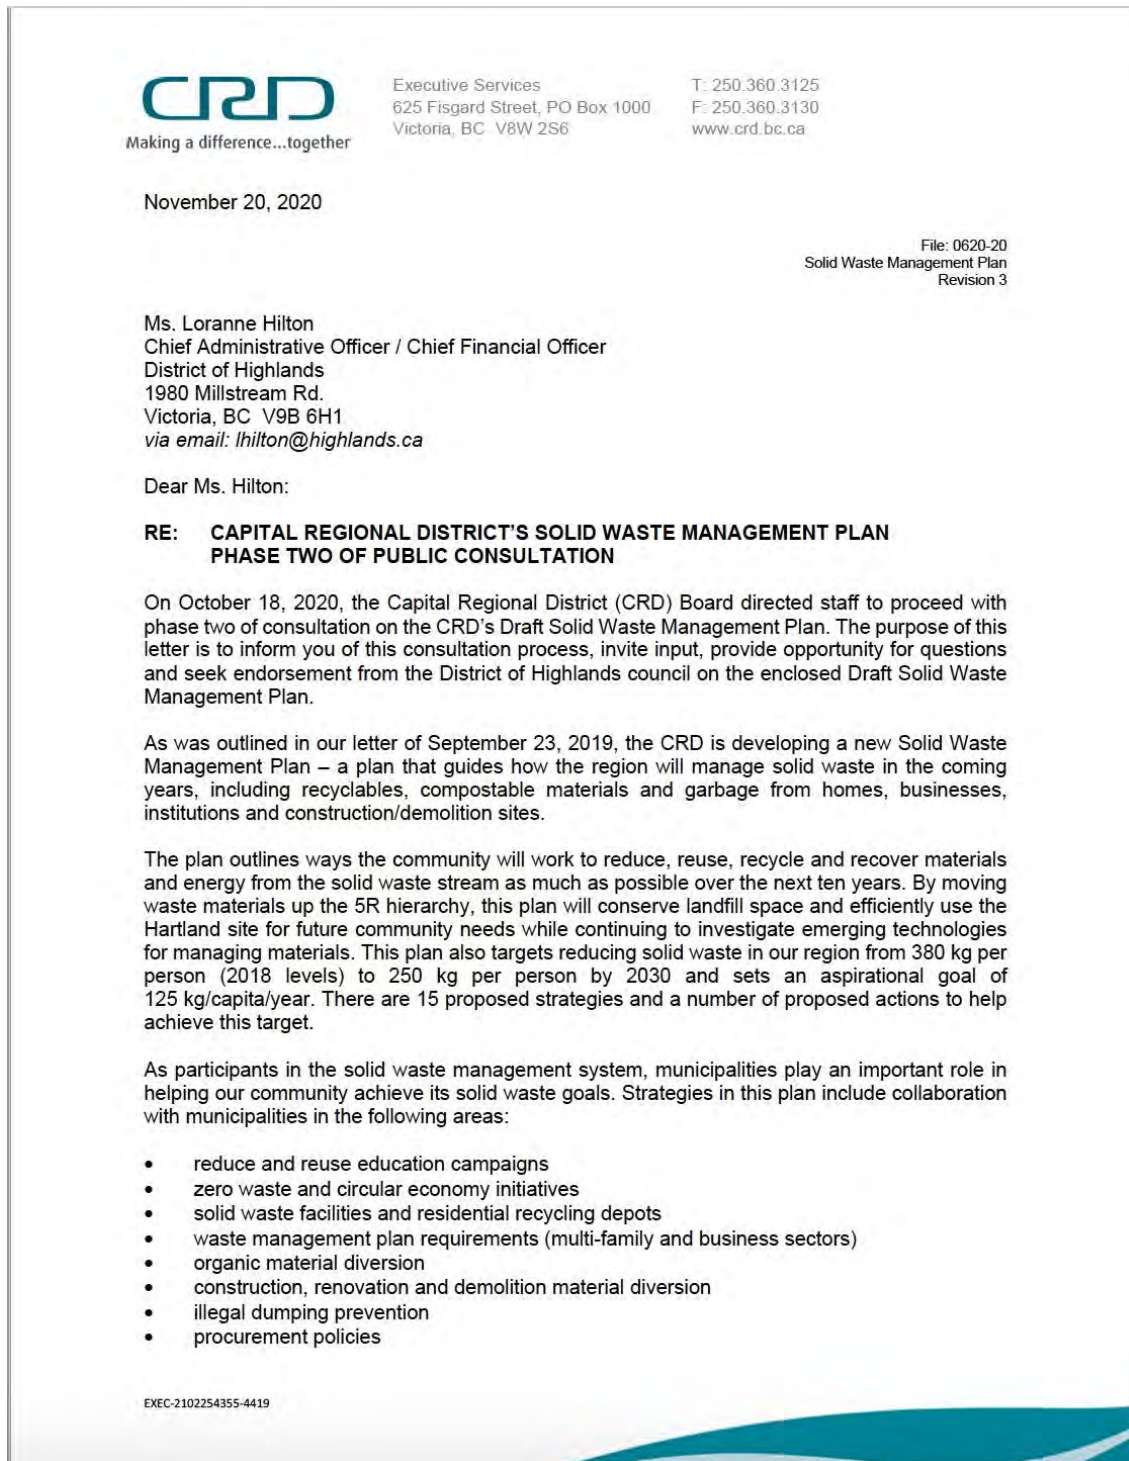 CRD
Making a difference...together
Executive Services
625 Fisgard Street, PO Box 1000
Victoria, BC V8W 2S6
T: 250.360.3125
F: 250.360.3130
www.crd.bc.ca
November 20, 2020
File: 0620-20
Solid Waste Management Plan
Revision 3
Ms. Loranne Hilton
Chief Administrative Officer / Chief Financial Officer
District of Highlands
1980 Millstream Rd.
Victoria, BC V9B 6H1
via email: lhilton@highlands.ca
Dear Ms. Hilton:
RE: CAPITAL REGIONAL DISTRICT'S SOLID WASTE MANAGEMENT PLAN
PHASE TWO OF PUBLIC CONSULTATION
On October 18, 2020, the Capital Regional District (CRD) Board directed staff to proceed with
phase two of consultation on the CRD's Draft Solid Waste Management Plan. The purpose of this
letter is to inform you of this consultation process, invite input, provide opportunity for questions
and seek endorsement from the District of Highlands council on the enclosed Draft Solid Waste
Management Plan.
As was outlined in our letter of September 23, 2019, the CRD is developing a new Solid Waste
Management Plan – a plan that guides how the region will manage solid waste in the coming
years, including recyclables, compostable materials and garbage from homes, businesses,
institutions and construction/demolition sites.
The plan outlines ways the community will work to reduce, reuse, recycle and recover materials
and energy from the solid waste stream as much as possible over the next ten years. By moving
waste materials up the 5R hierarchy, this plan will conserve landfill space and efficiently use the
Hartland site for future community needs while continuing to investigate emerging technologies
for managing materials. This plan also targets reducing solid waste in our region from 380 kg per
person (2018 levels) to 250 kg per person by 2030 and sets an aspirational goal of
125 kg/capita/year. There are 15 proposed strategies and a number of proposed actions to help
achieve this target.
As participants in the solid waste management system, municipalities play an important role in
helping our community achieve its solid waste goals. Strategies in this plan include collaboration
with municipalities in the following areas:
• reduce and reuse education campaigns
• zero waste and circular economy initiatives
• solid waste facilities and residential recycling depots
• waste management plan requirements (multi-family and business sectors)
• organic material diversion
• construction, renovation and demolition material diversion
• illegal dumping prevention
• procurement policies
EXEC-2102254355-4419